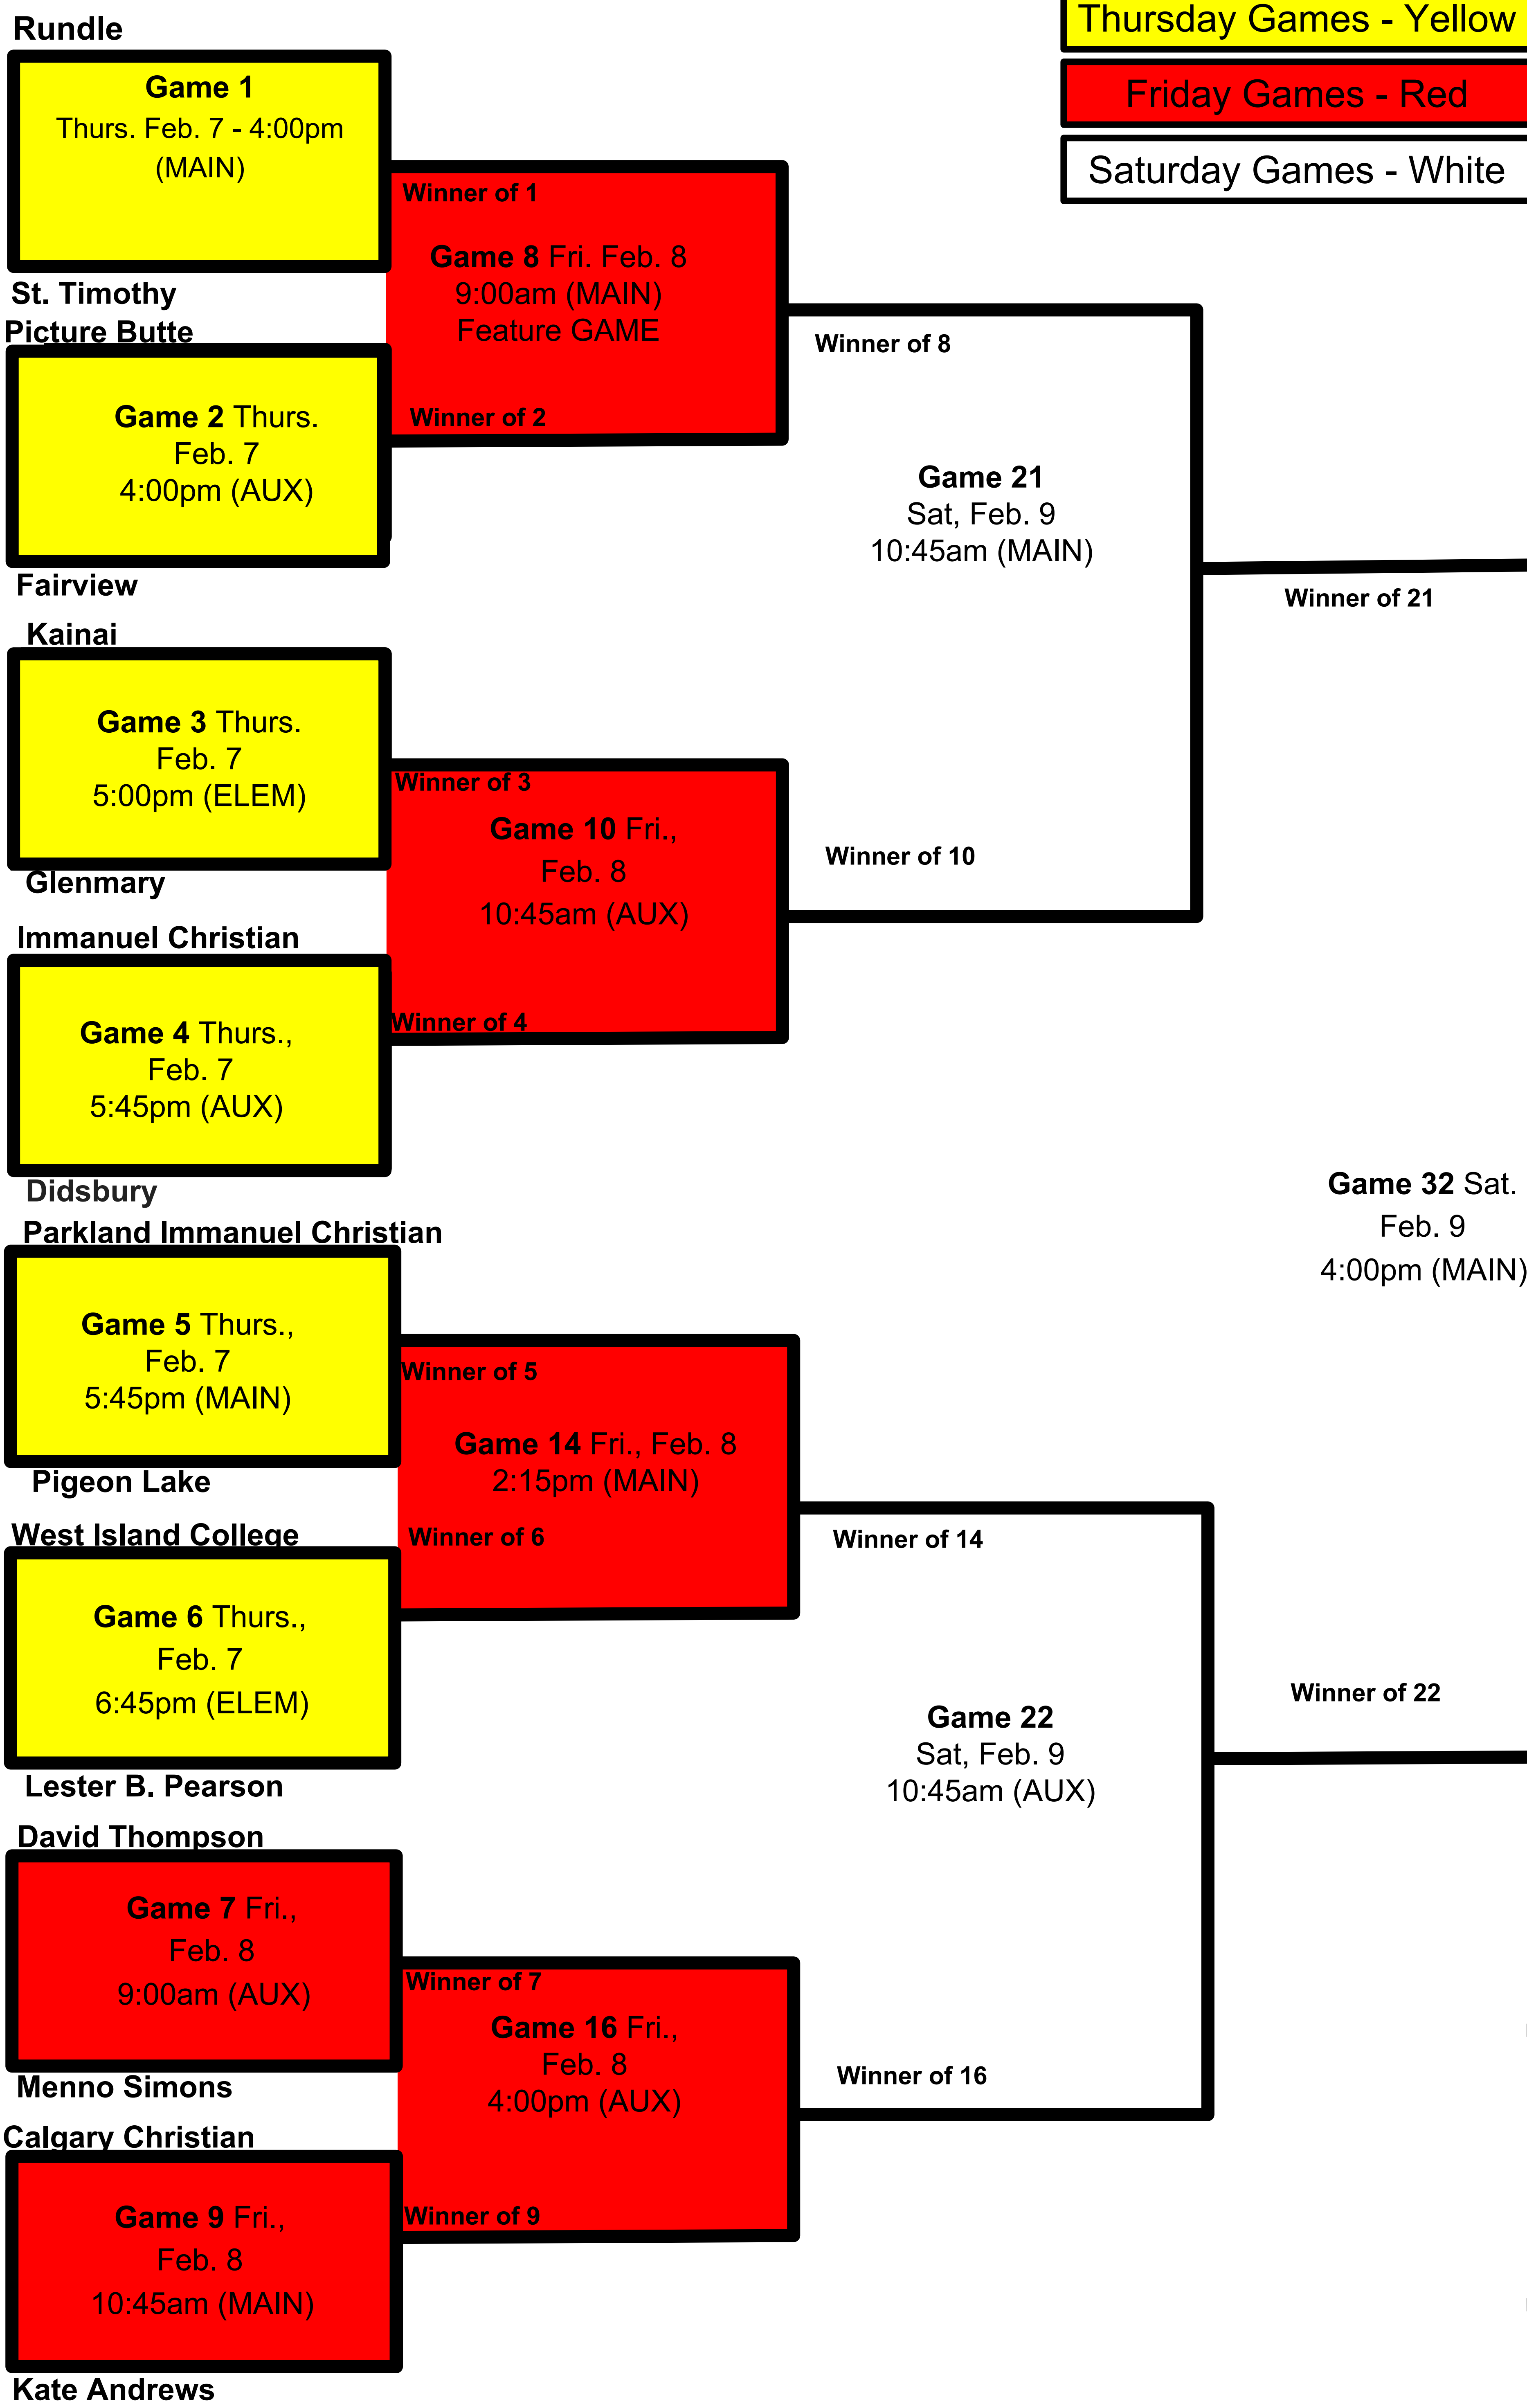 Rundle
Thursday Games - Yellow
Friday Games - Red
Saturday Games - White
Game 1
Thurs. Feb. 7 - 4:00pm
(MAIN)
St. Timothy
Picture Butte
Game 2 Thurs.
Feb. 7
4:00pm (AUX)
Fairview
Winner of 1
Game 8 Fri. Feb. 8
9:00am (MAIN)
Feature GAME
Winner of 2
Winner of 8
Game 21
Sat, Feb. 9
10:45am (MAIN)
Winner of 10
Winner of 21
Kainai
Game 3 Thurs.
Feb. 7
5:00pm (ELEM)
Glenmary
Immanuel Christian
Game 4 Thurs.,
Feb. 7
5:45pm (AUX)
Didsbury
Winner of 3
Game 10 Fri.,
Feb. 8
10:45am (AUX)
Winner of 4
Game 32 Sat.
Feb. 9
4:00pm (MAIN)
Parkland Immanuel Christian
Game 5 Thurs.,
Feb. 7
5:45pm (MAIN)
Pigeon Lake
West Island College
Game 6 Thurs.,
Feb. 7
6:45pm (ELEM)
Lester B. Pearson
Winner of 5
Game 14 Fri., Feb. 8
2:15pm (MAIN)
Winner of 6
Winner of 14
Game 22
Sat, Feb. 9
10:45am (AUX)
Winner of 16
Winner of 22
David Thompson
Game 7 Fri.,
Feb. 8
9:00am (AUX)
Menno Simons
Calgary Christian
Game 9 Fri.,
Feb. 8
10:45am (MAIN)
Kate Andrews
Winner of 7
Game 16 Fri.,
Feb. 8
4:00pm (AUX)
Winner of 9